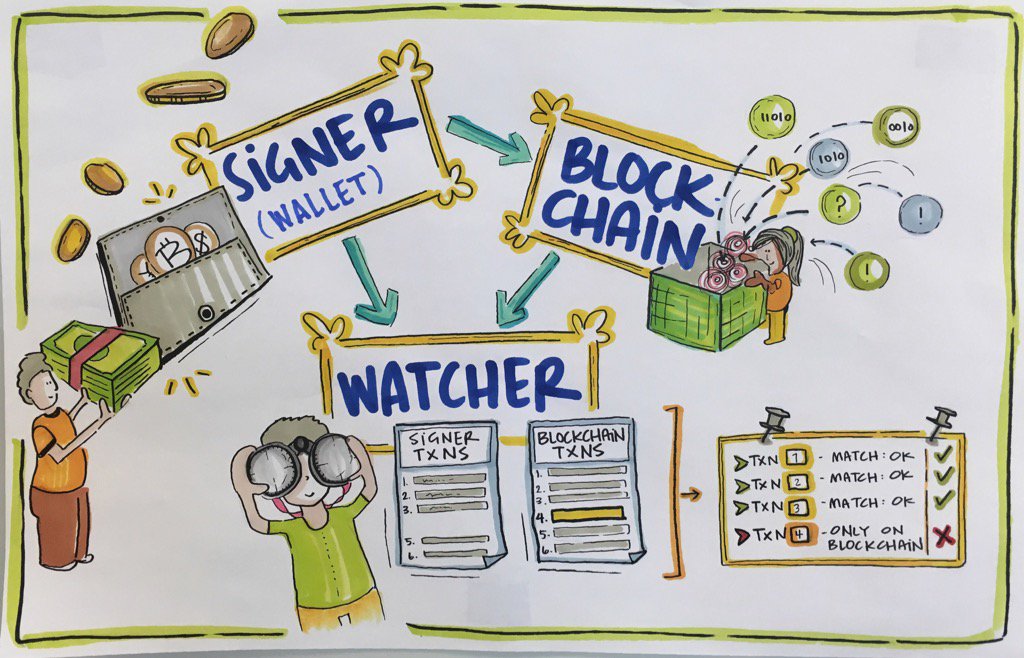 SIGNER
(WALLET)
BLOCK
CHAIN
11010
0010
1010
?
!
1
B
$
WATCHER
SIGNER
TXNS
1.
2.
3.
5.
6.
BLOCKCHAIN
TXNS
1.
2.
3.
4.
5.
6.
TXN 1 - MATCH: OK
TXN 2 - MATCH: OK
TXN 3 - MATCH: OK
TXN 4 - ONLY ON
BLOCKCHAIN